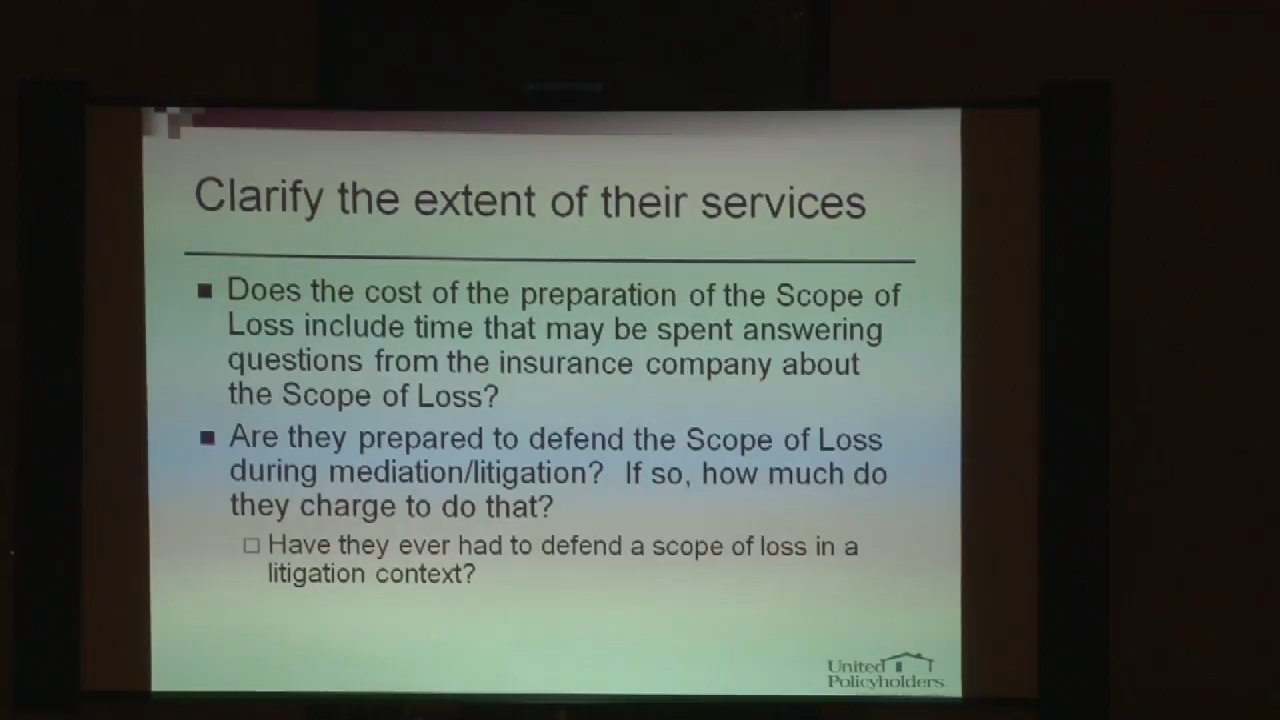 Clarify the extent of their services
Does the cost of the preparation of the Scope of
Loss include time that may be spent answering
questions from the insurance company about
the Scope of Loss?
Are they prepared to defend the Scope of Loss
during mediation/litigation? If so, how much do
they charge to do that?
Have they ever had to defend a scope of loss in a
litigation context?
United
Policyholders